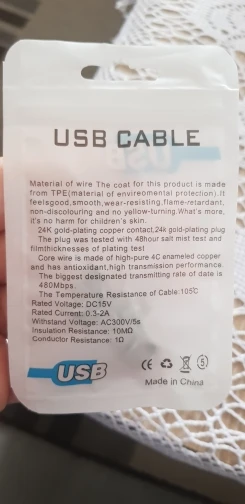 USB CABLE
Material of wire The coat for this product is made
from TPE(material of envireomental protection).It
feelsgood,smooth,wear-resisting,flame-retardant,
non-discolouring and no yellow-turning.What's more,
it's no harm for children's skin.
24K gold-plating copper contact,24k gold-plating plug
The plug was tested with 48hour salt mist test and
filmthicknesses of plating test
Core wire is made of high-pure 4C enameled copper
and has antioxidant,high transmission performance.
The biggest designated transmitting rate of date is
480Mbps.
The Temperature Resistance of Cable:105℃
Rated Voltage: DC15V
Rated Current: 0.3-2A
Withstand Voltage: AC300V/5s
Insulation Resistance: 10MΩ
Conductor Resistance: 1Ω
USB
CE
5
Made in China